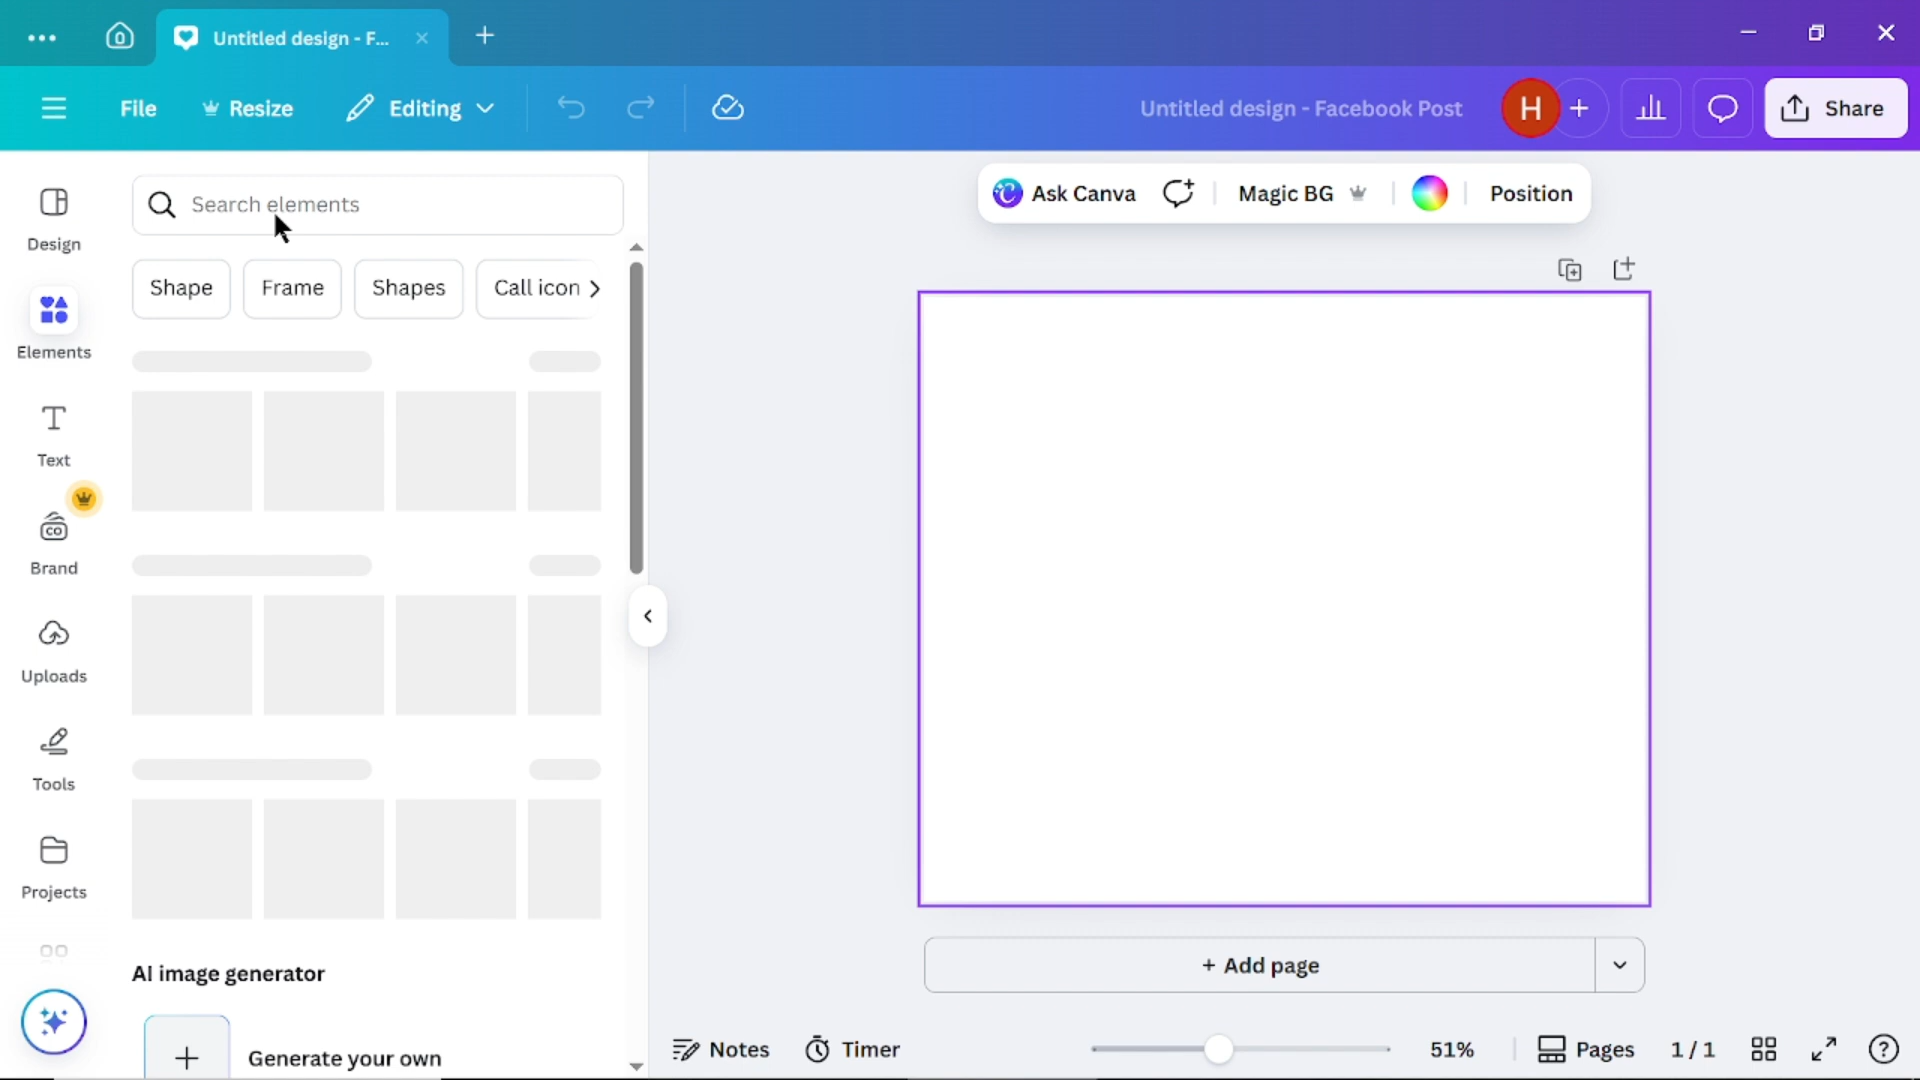 Untitled design - F...
File
Resize
Editing
Untitled design - Facebook Post
H
Share
Design
Elements
Text
Brand
CO
Uploads
Tools
Projects
Search elements
Shape
Frame
Shapes
Call icon
AI image generator
Generate your own
Ask Canva
Magic BG
Position
+ Add page
Notes
Timer
51%
Pages
1 / 1